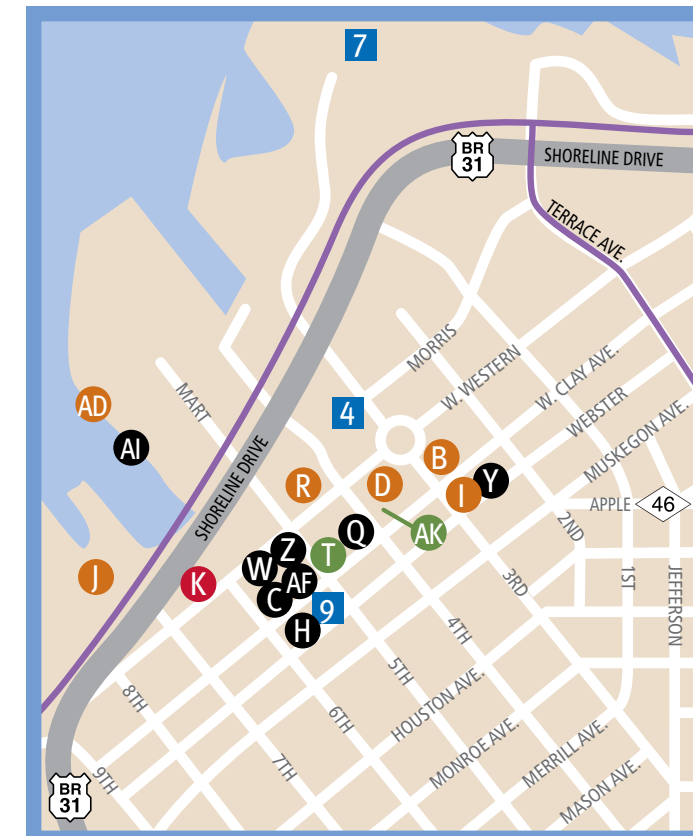 7
BR
31
SHORELINE DRIVE
TERRACE AVE.
MORRIS
W. WESTERN
W. CLAY AVE.
WEBSTER
MUSKEGON AVE.
MART
AD
AI
4
SHORELINE DRIVE
R
D
B
I
Y
APPLE
46
AK
Q
Z
T
W
AF
C
9
H
J
K
2ND
1ST
JEFFERSON
3RD
4TH
5TH
6TH
7TH
8TH
9TH
HOUSTON AVE.
MONROE AVE.
MERRILL AVE.
MASON AVE.
BR
31